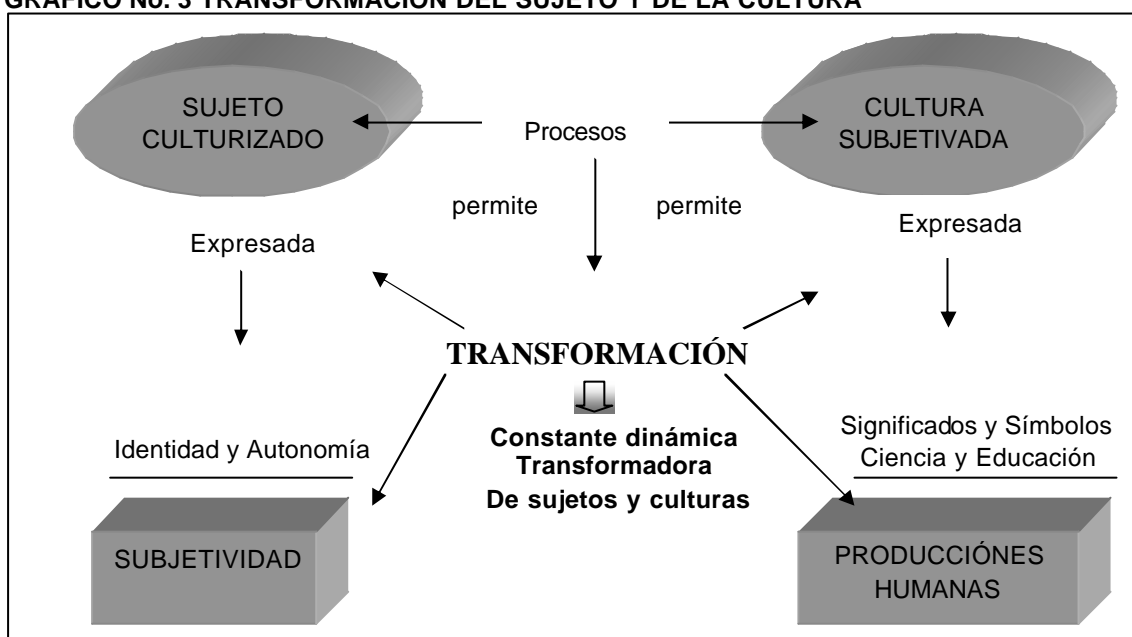 GRÁFICO No. 3 TRANSFORMACIÓN DEL SUJETO Y DE LA CULTURA
SUJETO
CULTURIZADO
Procesos
CULTURA
SUBJETIVADA
permite
permite
Expresada
Expresada
TRANSFORMACIÓN
Constante dinámica
Transformadora
De sujetos y culturas
Identidad y Autonomía
Significados y Símbolos
Ciencia y Educación
SUBJETIVIDAD
PRODUCCIÓNES
HUMANAS